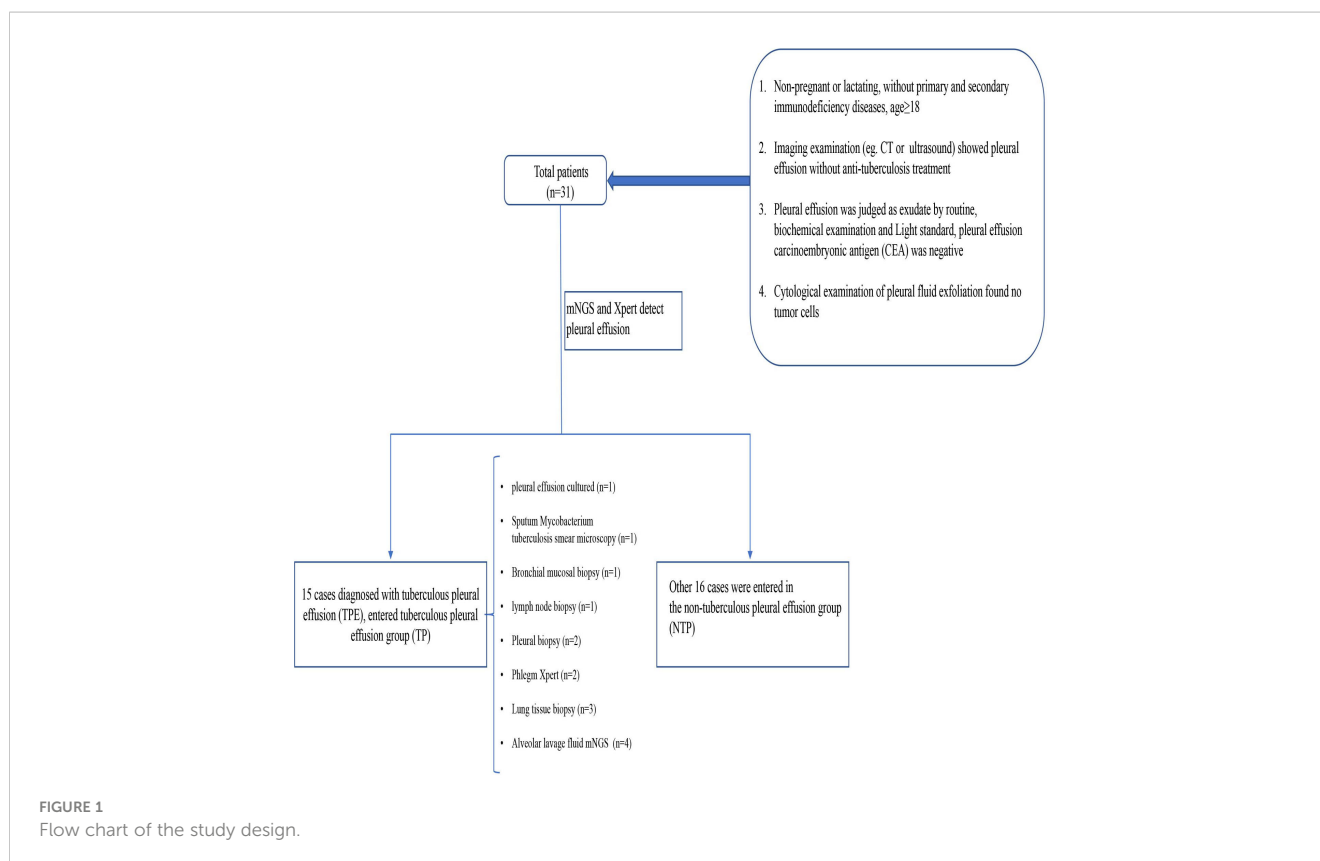 1. Non-pregnant or lactating, without primary and secondary
immunodeficiency diseases, age≥18
2. Imaging examination (eg. CT or ultrasound) showed pleural
effusion without anti-tuberculosis treatment
3. Pleural effusion was judged as exudate by routine,
biochemical examination and Light standard, pleural effusion
carcinoembryonic antigen (CEA) was negative
4. Cytological examination of pleural fluid exfoliation found no
tumor cells
Total patients
(n=31)
mNGS and Xpert detect
pleural effusion
15 cases diagnosed with tuberculous pleural
effusion (TPE), entered tuberculous pleural
effusion group (TP)
• pleural effusion cultured (n=1)
• Sputum Mycobacterium
tuberculosis smear microscopy (n=1)
• Bronchial mucosal biopsy (n=1)
• lymph node biopsy (n=1)
• Pleural biopsy (n=2)
• Phlegm Xpert (n=2)
• Lung tissue biopsy (n=3)
• Alveolar lavage fluid mNGS (n=4)
Other 16 cases were entered in
the non-tuberculous pleural effusion group
(NTP)
FIGURE 1
Flow chart of the study design.